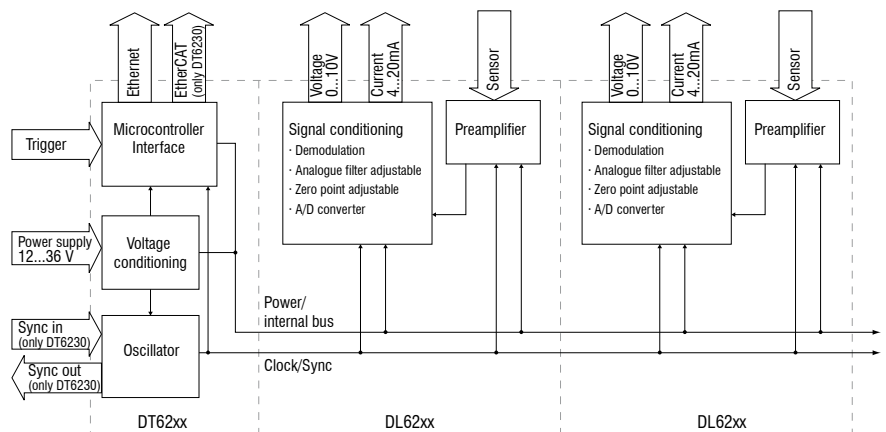 Ethernet
EtherCAT
(only DT6230)
Voltage
0...10V
Current
4...20mA
Sensor
Voltage
0...10V
Current
4...20mA
Sensor
Trigger
Microcontroller
Interface
Signal conditioning
· Demodulation
· Analogue filter adjustable
· Zero point adjustable
· A/D converter
Preamplifier
Signal conditioning
· Demodulation
· Analogue filter adjustable
· Zero point adjustable
· A/D converter
Preamplifier
Power supply
12...36 V
Voltage
conditioning
Power/
internal bus
Sync in
(only DT6230)
Sync out
(only DT6230)
Oscillator
Clock/Sync
DT62xx
DL62xx
DL62xx